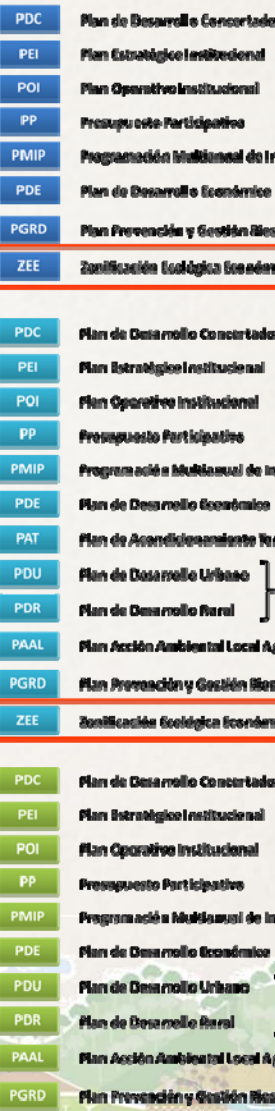 PDC Plan de Desarrollo Concertado
PEI Plan Estratégico Institucional
POI Plan Operativo Institucional
PP Presupuesto Participativo
PMIP Programación Multianual de
PDE Plan de Desarrollo Económico
PGRD Plan Prevención y Gestión
ZEE Zonificación Ecológica
PDC Plan de Desarrollo Concertado
PEI Plan Estratégico Institucional
POI Plan Operativo Institucional
PP Presupuesto Participativo
PMIP Programación Multianual de
PDE Plan de Desarrollo Económico
PAT Plan de Acondicionamiento
PDU Plan de Desarrollo Urbano
PDR Plan de Desarrollo Rural
PAAL Plan Acción Ambiental Local
PGRD Plan Prevención y Gestión
ZEE Zonificación Ecológica
PDC Plan de Desarrollo Concertado
PEI Plan Estratégico Institucional
POI Plan Operativo Institucional
PP Presupuesto Participativo
PMIP Programación Multianual de
PDE Plan de Desarrollo Económico
PDU Plan de Desarrollo Urbano
PDR Plan de Desarrollo Rural
PAAL Plan Acción Ambiental Local
PGRD Plan Prevención y Gestión